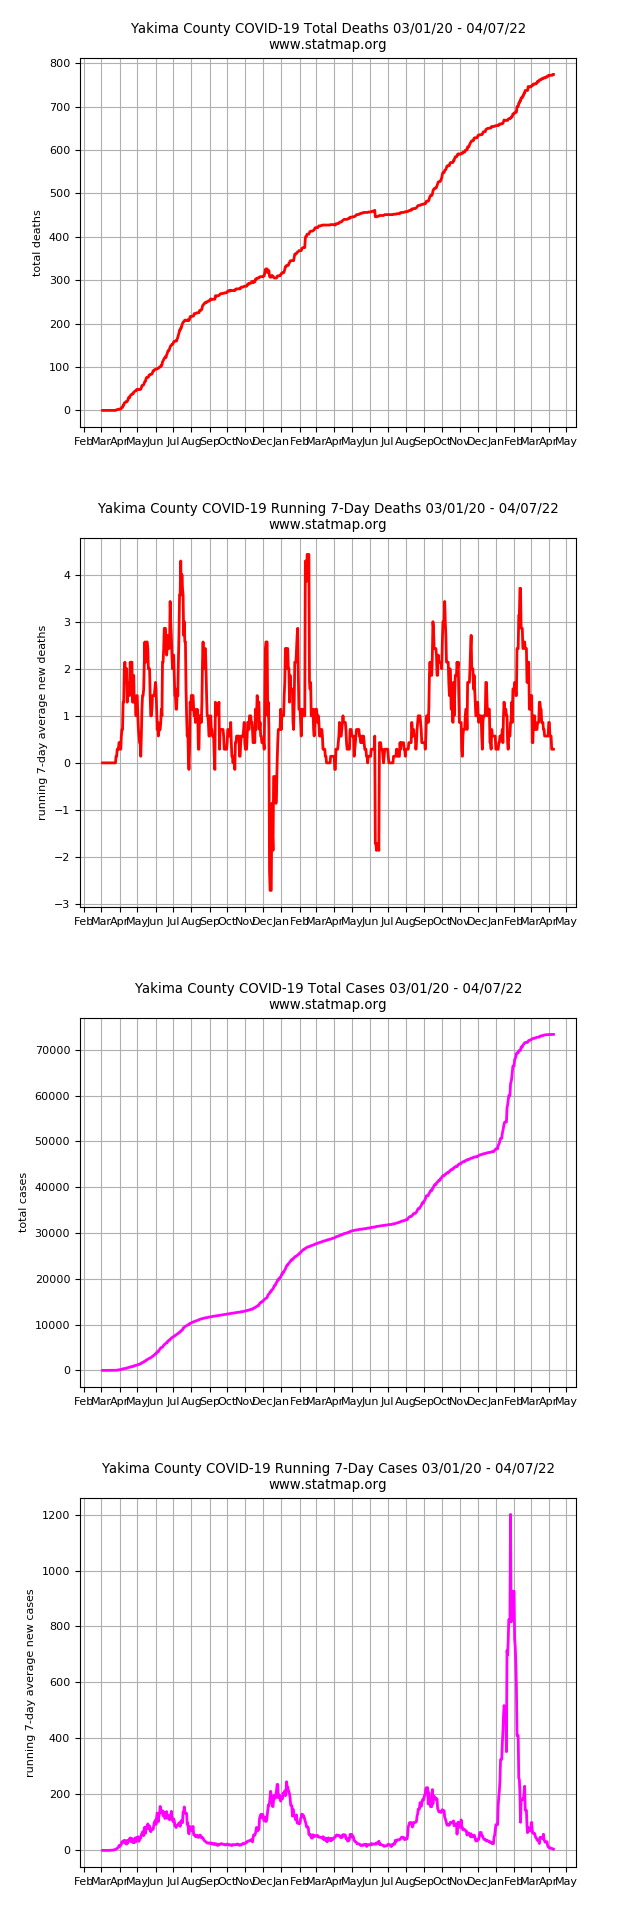 Yakima County COVID-19 Total Deaths 03/01/20 - 04/07/22
www.statmap.org
800
700
600
500
400
300
200
100
0
total deaths
Feb Mar Apr May Jun Jul Aug Sep Oct Nov Dec Jan Feb Mar Apr May Jun Jul Aug Sep Oct Nov Dec Jan Feb Mar Apr May
Yakima County COVID-19 Running 7-Day Deaths 03/01/20 - 04/07/22
www.statmap.org
4
3
2
1
0
−1
−2
−3
running 7-day average new deaths
Feb Mar Apr May Jun Jul Aug Sep Oct Nov Dec Jan Feb Mar Apr May Jun Jul Aug Sep Oct Nov Dec Jan Feb Mar Apr May
Yakima County COVID-19 Total Cases 03/01/20 - 04/07/22
www.statmap.org
70000
60000
50000
40000
30000
20000
10000
0
total cases
Feb Mar Apr May Jun Jul Aug Sep Oct Nov Dec Jan Feb Mar Apr May Jun Jul Aug Sep Oct Nov Dec Jan Feb Mar Apr May
Yakima County COVID-19 Running 7-Day Cases 03/01/20 - 04/07/22
www.statmap.org
1200
1000
800
600
400
200
0
running 7-day average new cases
Feb Mar Apr May Jun Jul Aug Sep Oct Nov Dec Jan Feb Mar Apr May Jun Jul Aug Sep Oct Nov Dec Jan Feb Mar Apr May